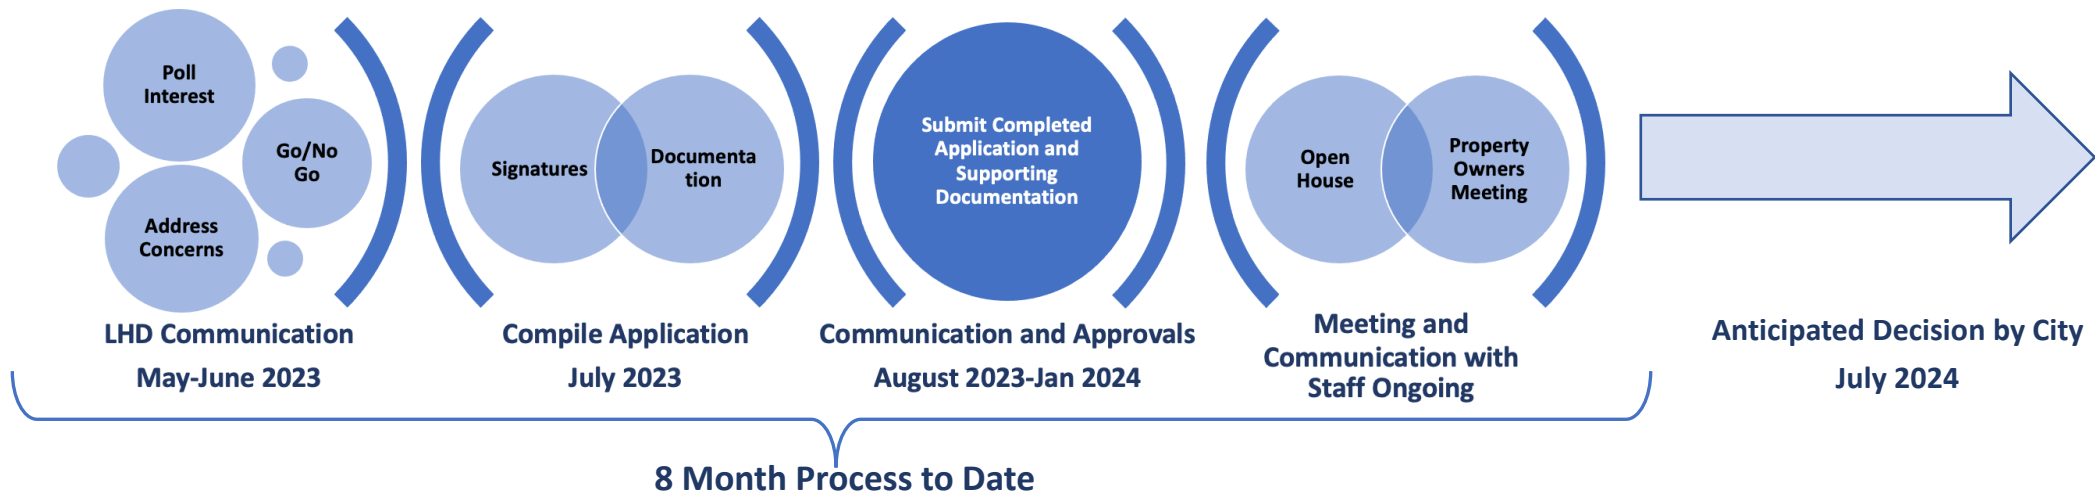 Poll
Interest
Go/No
Go
Address
Concerns
LHD Communication
May-June 2023
Signatures
Documenta
tion
Compile Application
July 2023
Submit Completed
Application and
Supporting
Documentation
Communication and Approvals
August 2023-Jan 2024
Open
House
Property
Owners
Meeting
Meeting and
Communication with
Staff Ongoing
Anticipated Decision by City
July 2024
8 Month Process to Date